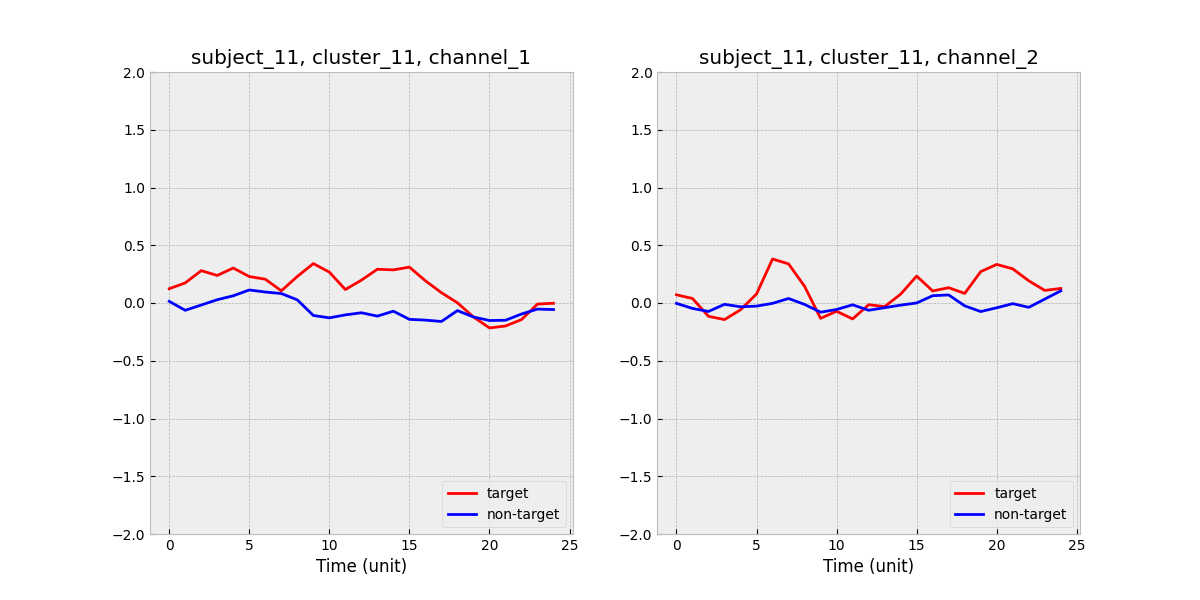 subject_11, cluster_11, channel_1
2.0
1.5
1.0
0.5
0.0
−0.5
−1.0
−1.5
−2.0
0 5 10 15 20 25
Time (unit)
target
non-target
subject_11, cluster_11, channel_2
2.0
1.5
1.0
0.5
0.0
−0.5
−1.0
−1.5
−2.0
0 5 10 15 20 25
Time (unit)
target
non-target